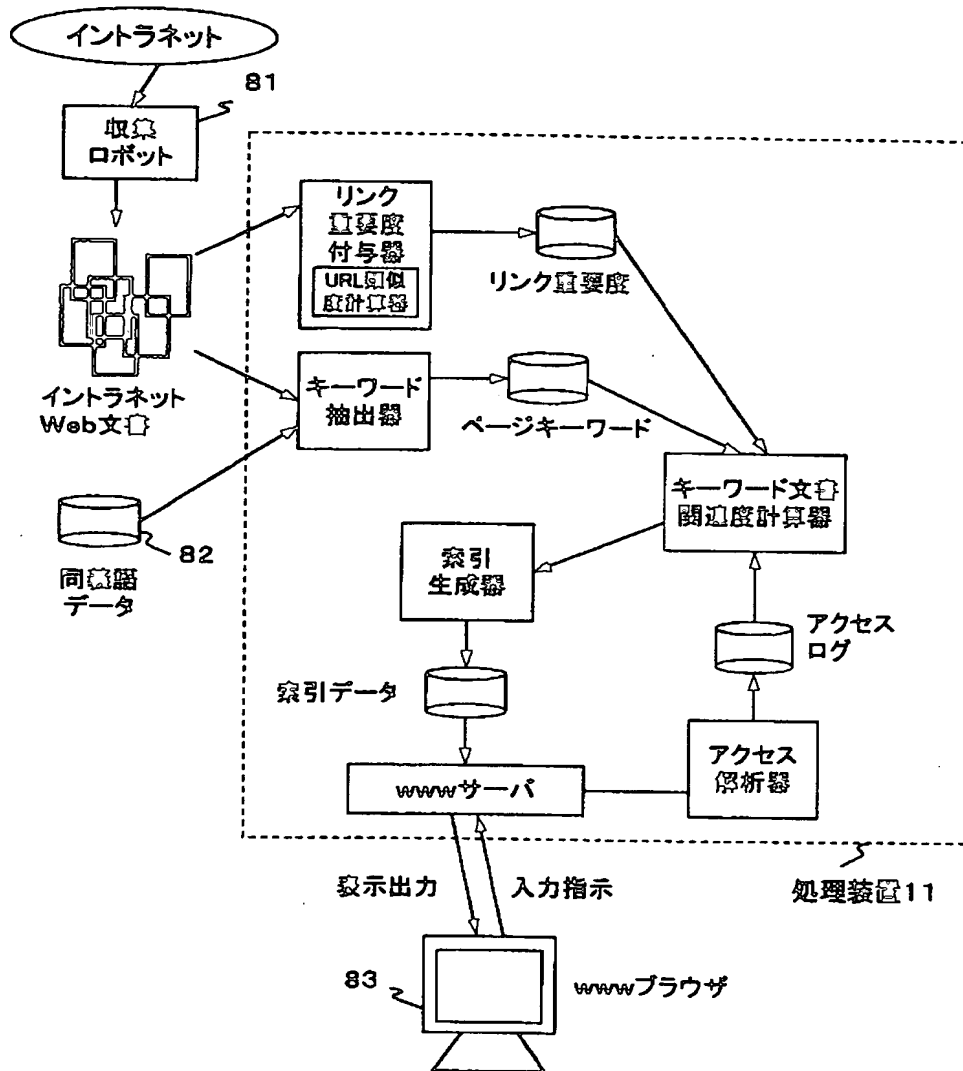 イントラネット
81
収集
ロボット
リンク
重要度
付与器
URL類似
度計算器
リンク重要度
イントラネット
Web文書
キーワード
抽出器
ページキーワード
キーワード文書
関連度計算器
82
同義語
データ
索引
生成器
アクセス
ログ
索引データ
アクセス
解析器
wwwサーバ
表示出力
入力指示
処理装置11
83
wwwブラウザ